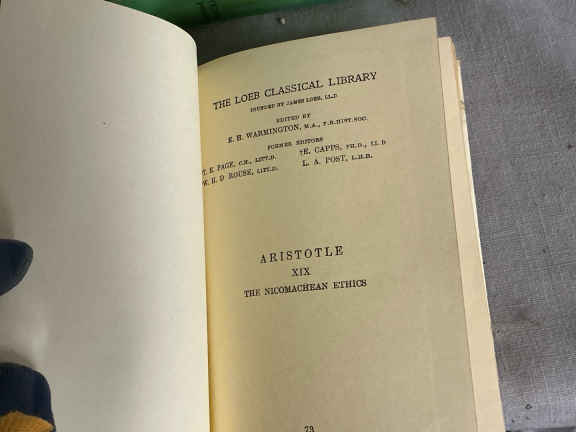 13
THE LOEB CLASSICAL LIBRARY
FOUNDED BY JAMES LOEB, LL.D.
EDITED BY
E. H. WARMINGTON, M.A., F.R.HIST.SOC.
FORMER EDITORS
T. E. PAGE, C.H., LITT.D. †E. CAPPS, PH.D., LL.D
W. H. D. ROUSE, LITT.D. L. A. POST, L.H.D.
ARISTOTLE
XIX
THE NICOMACHEAN ETHICS
73